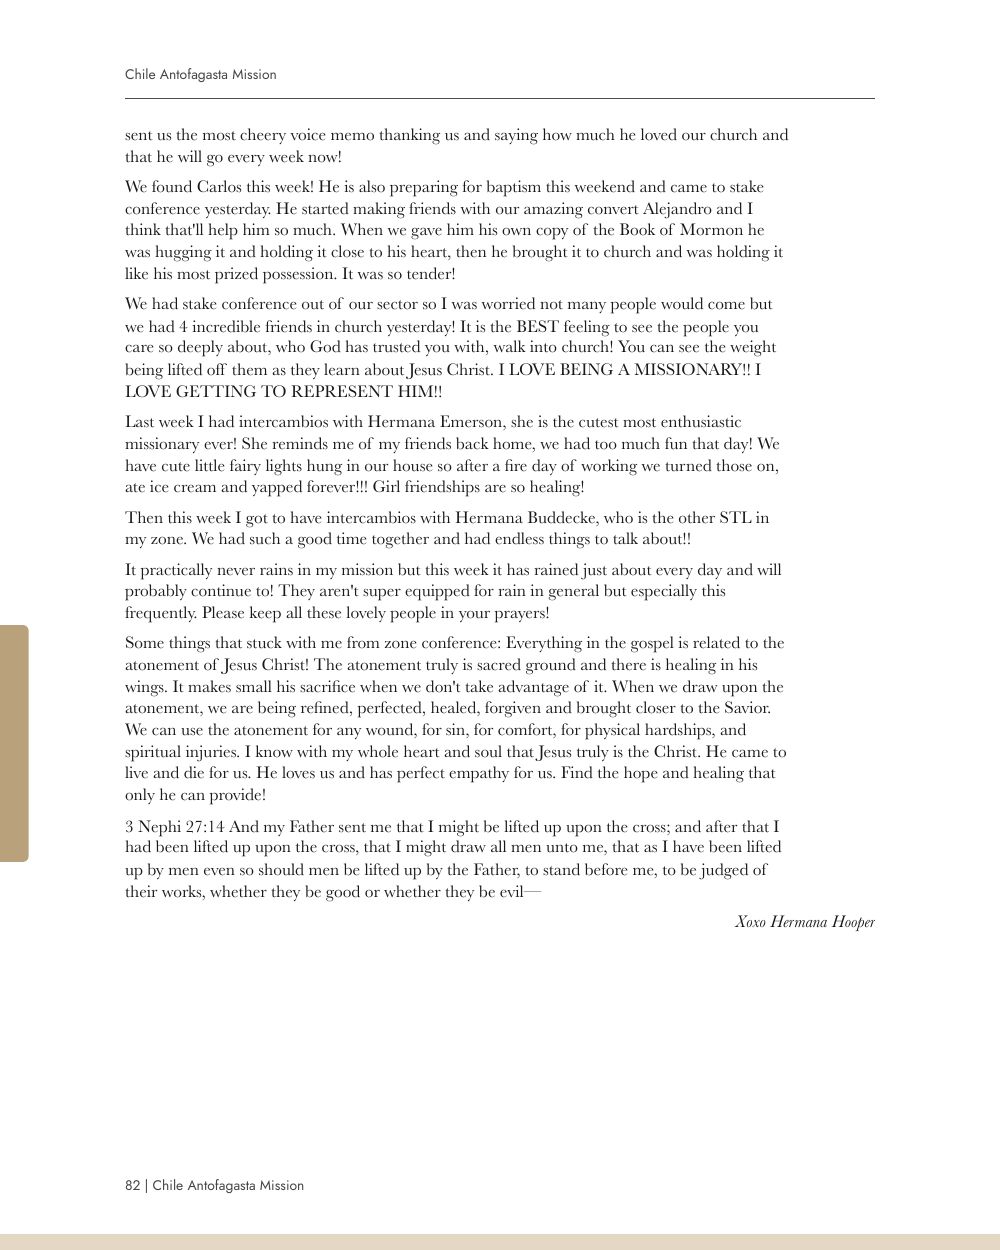 Chile Antofagasta Mission
sent us the most cheery voice memo thanking us and saying how much he loved our church and
that he will go every week now!
We found Carlos this week! He is also preparing for baptism this weekend and came to stake
conference yesterday. He started making friends with our amazing convert Alejandro and I
think that'll help him so much. When we gave him his own copy of the Book of Mormon he
was hugging it and holding it close to his heart, then he brought it to church and was holding it
like his most prized possession. It was so tender!
We had stake conference out of our sector so I was worried not many people would come but
we had 4 incredible friends in church yesterday! It is the BEST feeling to see the people you
care so deeply about, who God has trusted you with, walk into church! You can see the weight
being lifted off them as they learn about Jesus Christ. I LOVE BEING A MISSIONARY!! I
LOVE GETTING TO REPRESENT HIM!!
Last week I had intercambios with Hermana Emerson, she is the cutest most enthusiastic
missionary ever! She reminds me of my friends back home, we had too much fun that day! We
have cute little fairy lights hung in our house so after a fire day of working we turned those on,
ate ice cream and yapped forever!!! Girl friendships are so healing!
Then this week I got to have intercambios with Hermana Buddecke, who is the other STL in
my zone. We had such a good time together and had endless things to talk about!!
It practically never rains in my mission but this week it has rained just about every day and will
probably continue to! They aren't super equipped for rain in general but especially this
frequently. Please keep all these lovely people in your prayers!
Some things that stuck with me from zone conference: Everything in the gospel is related to the
atonement of Jesus Christ! The atonement truly is sacred ground and there is healing in his
wings. It makes small his sacrifice when we don't take advantage of it. When we draw upon the
atonement, we are being refined, perfected, healed, forgiven and brought closer to the Savior.
We can use the atonement for any wound, for sin, for comfort, for physical hardships, and
spiritual injuries. I know with my whole heart and soul that Jesus truly is the Christ. He came to
live and die for us. He loves us and has perfect empathy for us. Find the hope and healing that
only he can provide!
3 Nephi 27:14 And my Father sent me that I might be lifted up upon the cross; and after that I
had been lifted up upon the cross, that I might draw all men unto me, that as I have been lifted
up by men even so should men be lifted up by the Father, to stand before me, to be judged of
their works, whether they be good or whether they be evil—
Xoxo Hermana Hooper
82 | Chile Antofagasta Mission